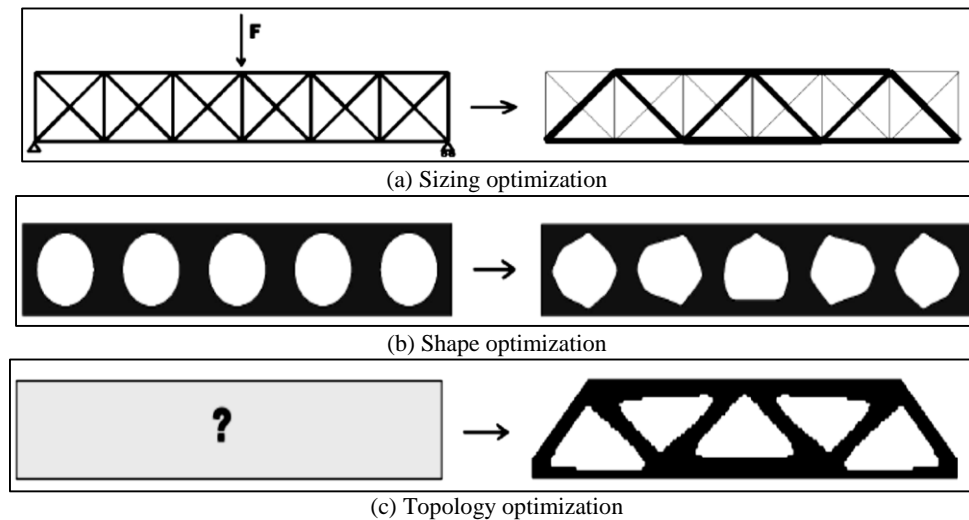 F
(a) Sizing optimization
(b) Shape optimization
?
(c) Topology optimization